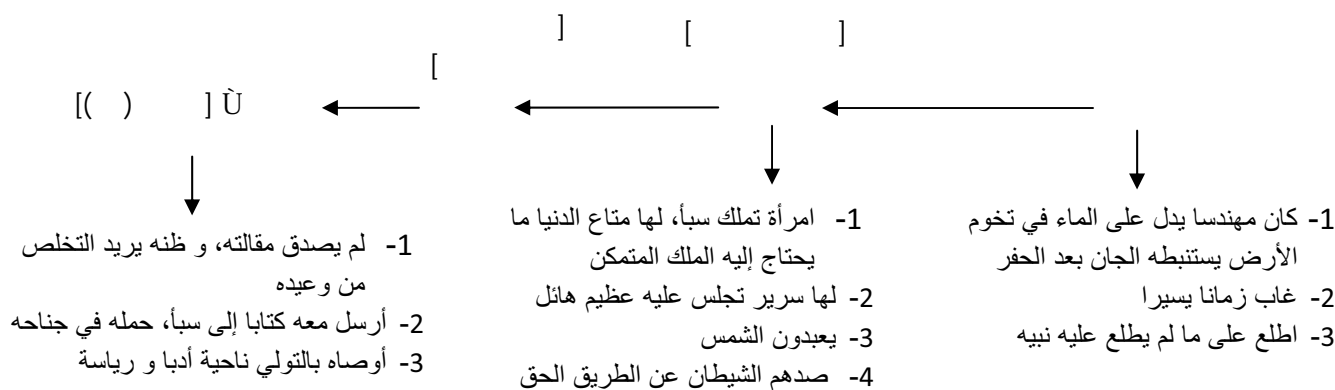 ]        [        ]
[
[(  )  ] Ù
1- كان مهندسا يدل على الماء في تخوم
الأرض يستنبطه الجان بعد الحفر
2- غاب زمانا يسيرا
3- اطلع على ما لم يطلع عليه نبيه
1- امرأة تملك سبأ، لها متاع الدنيا ما
يحتاج إليه الملك المتمكن
2- لها سرير تجلس عليه عظيم هائل
3- يعبدون الشمس
4- صدهم الشيطان عن الطريق الحق
1- لم يصدق مقالته، و ظنه يريد التخلص
من وعيده
2- أرسل معه كتابا إلى سبأ، حمله في جناحه
3- أوصاه بالتولي ناحية أدبا و رياسة